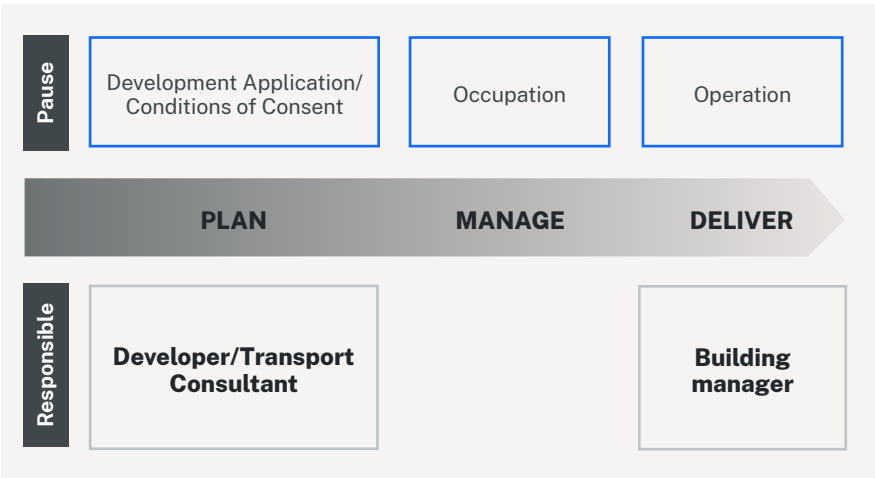 Pause
Development Application/
Conditions of Consent
Occupation
Operation
PLAN
MANAGE
DELIVER
Responsible
Developer/Transport
Consultant
Building
manager